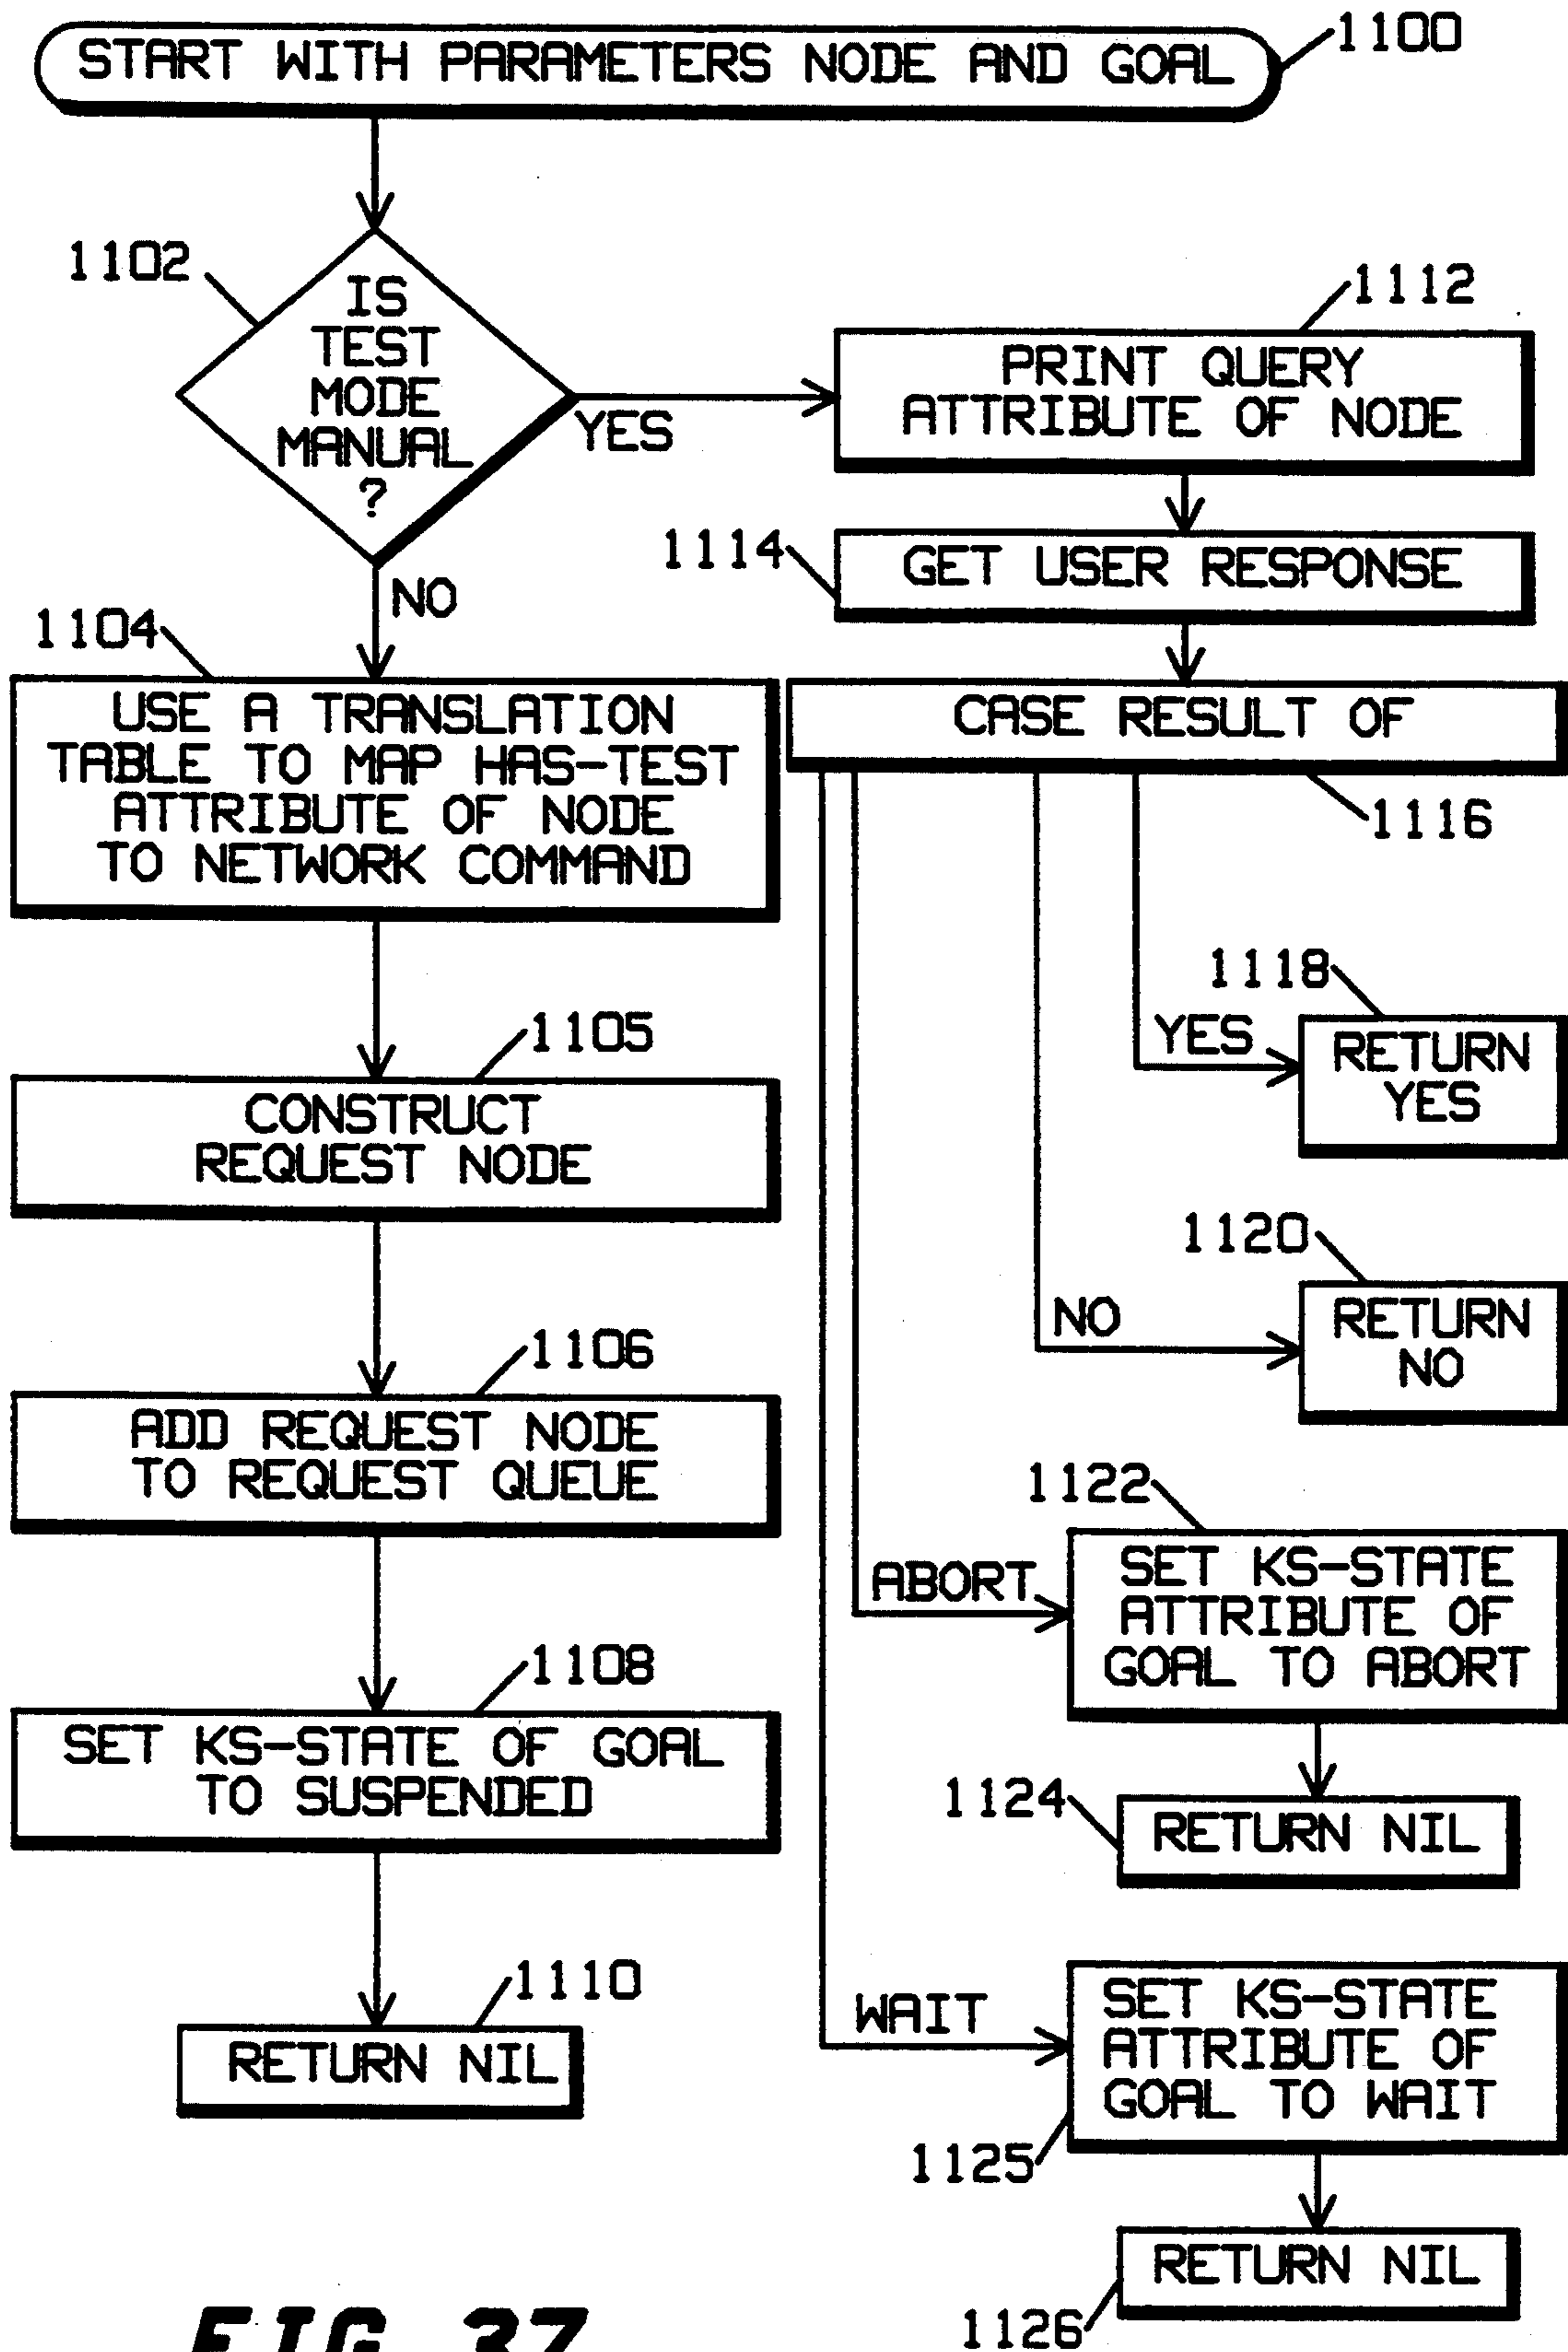 START WITH PARAMETERS NODE AND GOAL
1100
1102
IS
TEST
MODE
MANUAL
?
YES
NO
1104
USE A TRANSLATION
TABLE TO MAP HAS-TEST
ATTRIBUTE OF NODE
TO NETWORK COMMAND
1105
CONSTRUCT
REQUEST NODE
1106
ADD REQUEST NODE
TO REQUEST QUEUE
1108
SET KS-STATE OF GOAL
TO SUSPENDED
1110
RETURN NIL
1112
PRINT QUERY
ATTRIBUTE OF NODE
1114
GET USER RESPONSE
CASE RESULT OF
1116
1118
YES
RETURN
YES
1120
NO
RETURN
NO
1122
ABORT
SET KS-STATE
ATTRIBUTE OF
GOAL TO ABORT
1124
RETURN NIL
WAIT
SET KS-STATE
ATTRIBUTE OF
GOAL TO WAIT
1125
RETURN NIL
1126
FIG 37